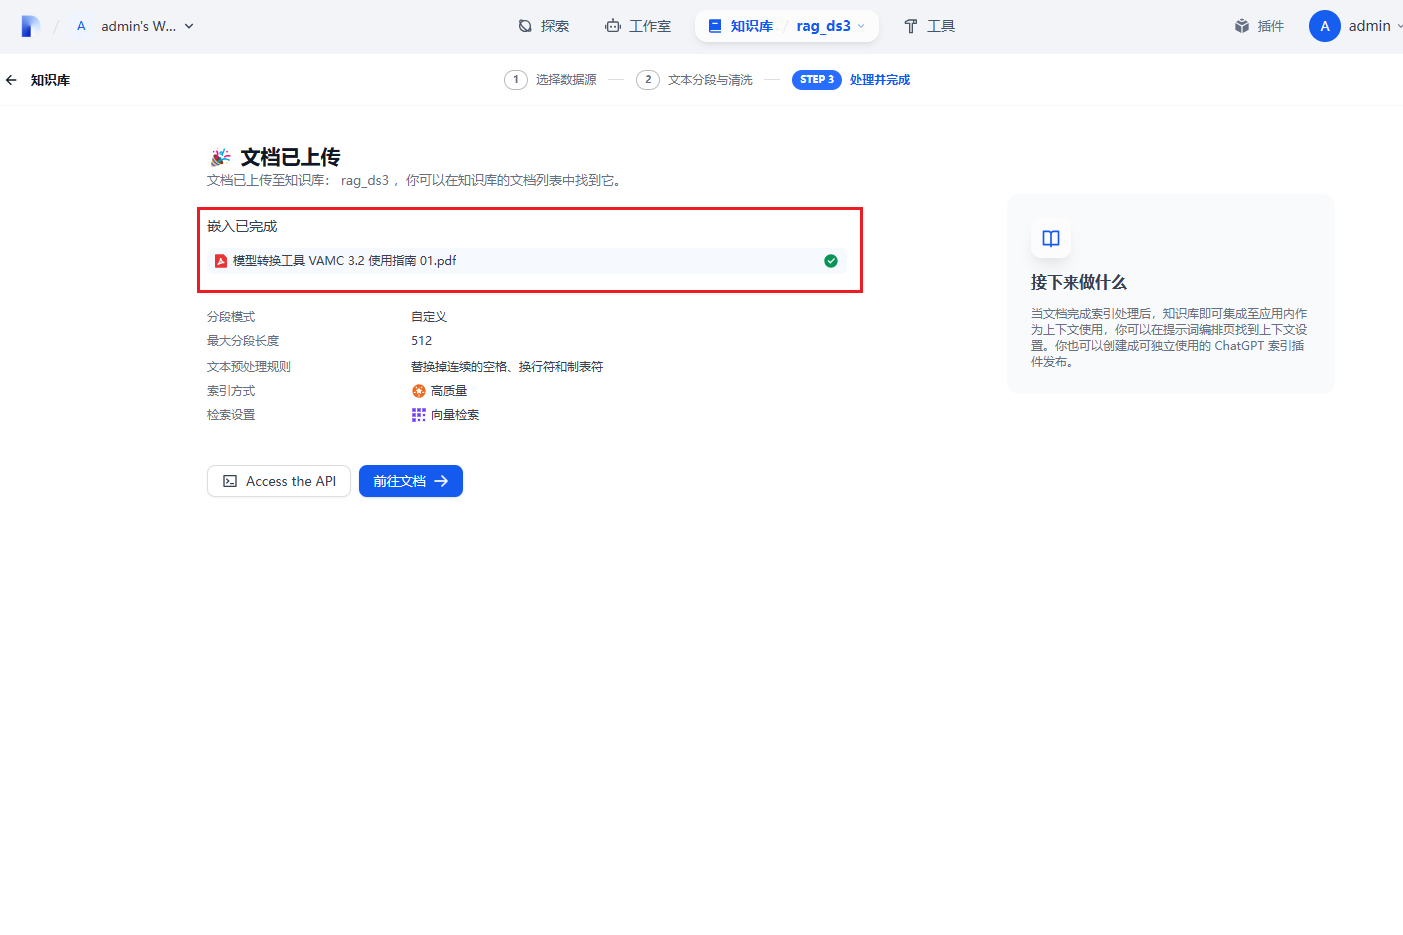 A admin's W...
探索
工作室
知识库 / rag_ds3
工具
插件
A admin
知识库
1 选择数据源
2 文本分段与清洗
STEP 3 处理并完成
文档已上传
文档已上传至知识库： rag_ds3 ，你可以在知识库的文档列表中找到它。
嵌入已完成
模型转换工具 VAMC 3.2 使用指南 01.pdf
分段模式 自定义
最大分段长度 512
文本预处理规则 替换掉连续的空格、换行符和制表符
索引方式 高质量
检索设置 向量检索
Access the API
前往文档
接下来做什么
当文档完成索引处理后，知识库即可集成至应用内作
为上下文使用，你可以在提示词编排页找到上下文设
置。你也可以创建成可独立使用的 ChatGPT 索引插
件发布。